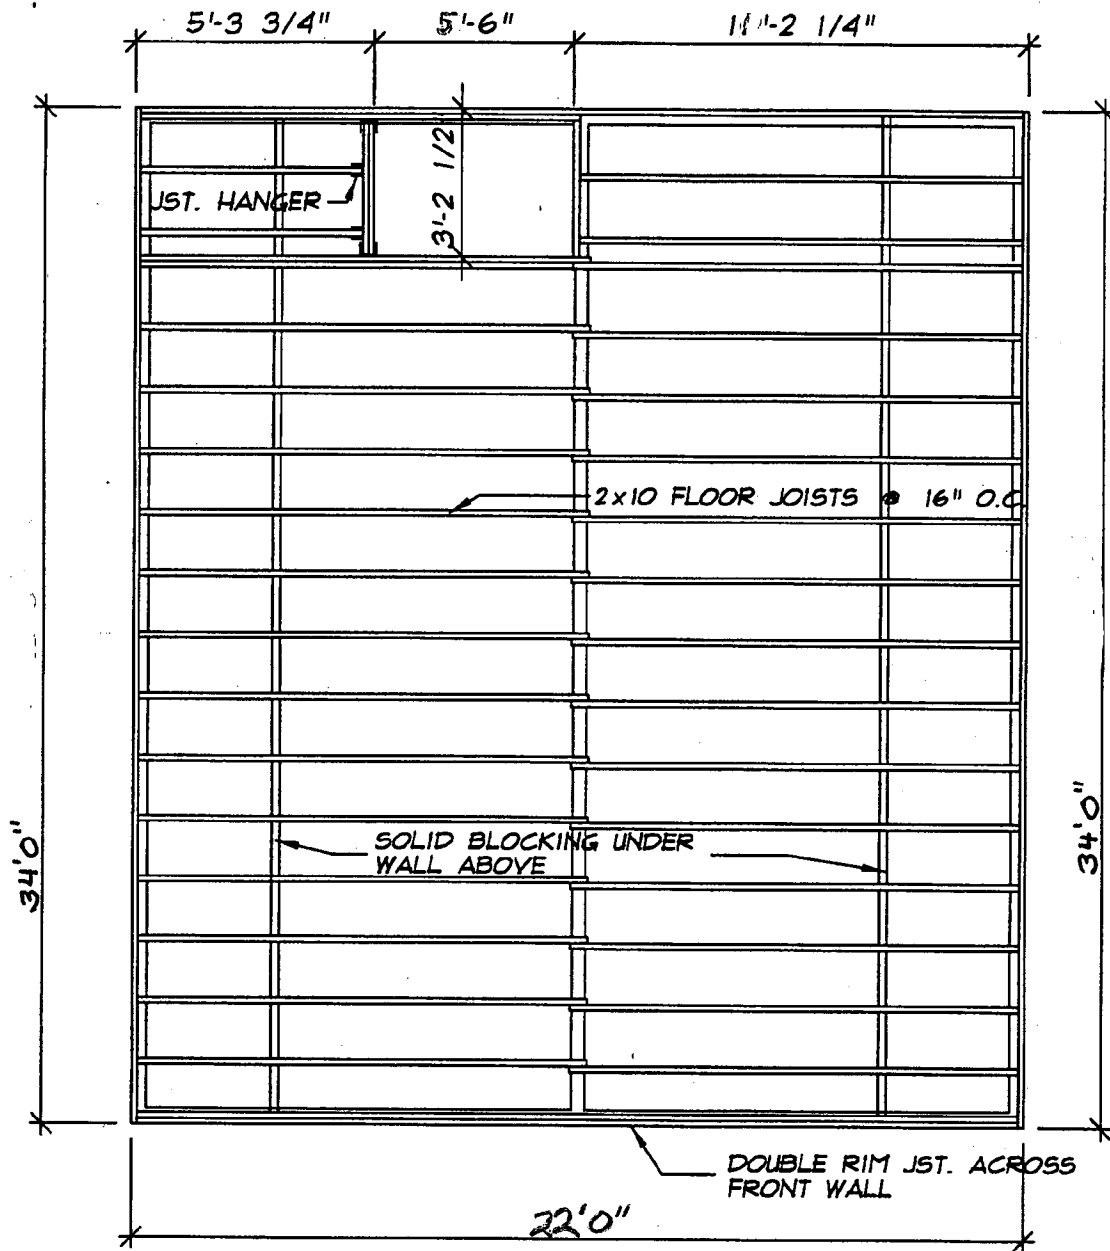 5'-3 3/4"
5'-6"
11'-2 1/4"
3'-2 1/2"
JST. HANGER
2x10 FLOOR JOISTS @ 16" O.C.
SOLID BLOCKING UNDER
WALL ABOVE
34'0"
34'0"
DOUBLE RIM JST. ACROSS
FRONT WALL
22'0"